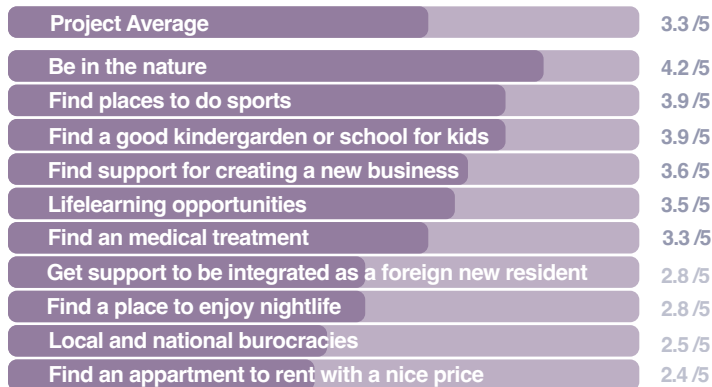 Project Average 3.3 /5
Be in the nature 4.2 /5
Find places to do sports 3.9 /5
Find a good kindergarden or school for kids 3.9 /5
Find support for creating a new business 3.6 /5
Lifelearning opportunities 3.5 /5
Find an medical treatment 3.3 /5
Get support to be integrated as a foreign new resident 2.8 /5
Find a place to enjoy nightlife 2.8 /5
Local and national burocracies 2.5 /5
Find an appartment to rent with a nice price 2.4 /5